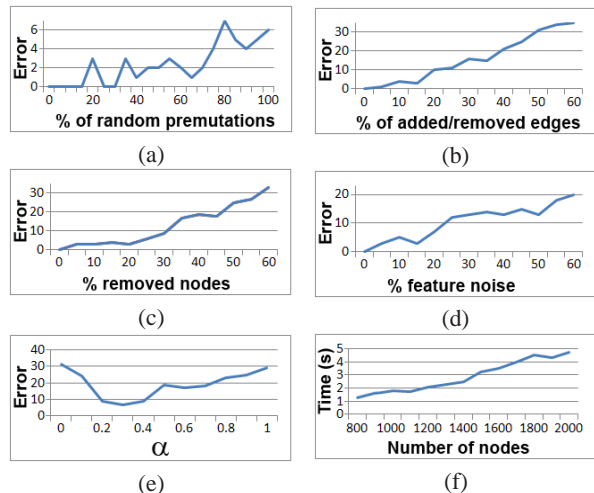 Error
6
4
2
0
0 20 40 60 80 100
% of random premutations
(a)
Error
30
20
10
0
0 10 20 30 40 50 60
% of added/removed edges
(b)
Error
30
20
10
0
0 10 20 30 40 50 60
% removed nodes
(c)
Error
20
10
0
0 10 20 30 40 50 60
% feature noise
(d)
Error
40
30
20
10
0
0 0.2 0.4 0.6 0.8 1
α
(e)
Time (s)
5
4
3
2
1
0
800 1000 1200 1400 1600 1800 2000
Number of nodes
(f)